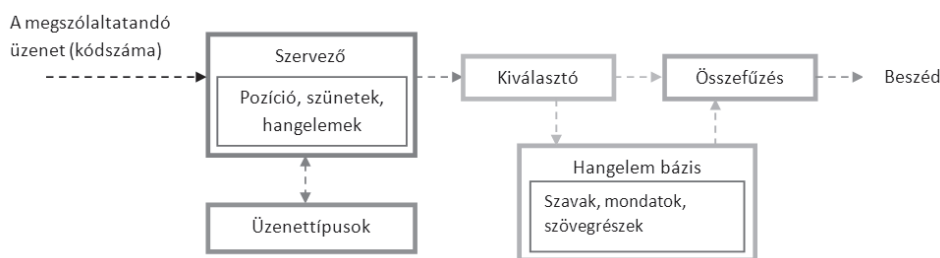 A megszólaltatandó
üzenet (kódszáma)
Szervező
Pozíció, szünetek,
hangelemek
Üzenettípusok
Kiválasztó
Összefűzés
Beszéd
Hangelem bázis
Szavak, mondatok,
szövegrészek